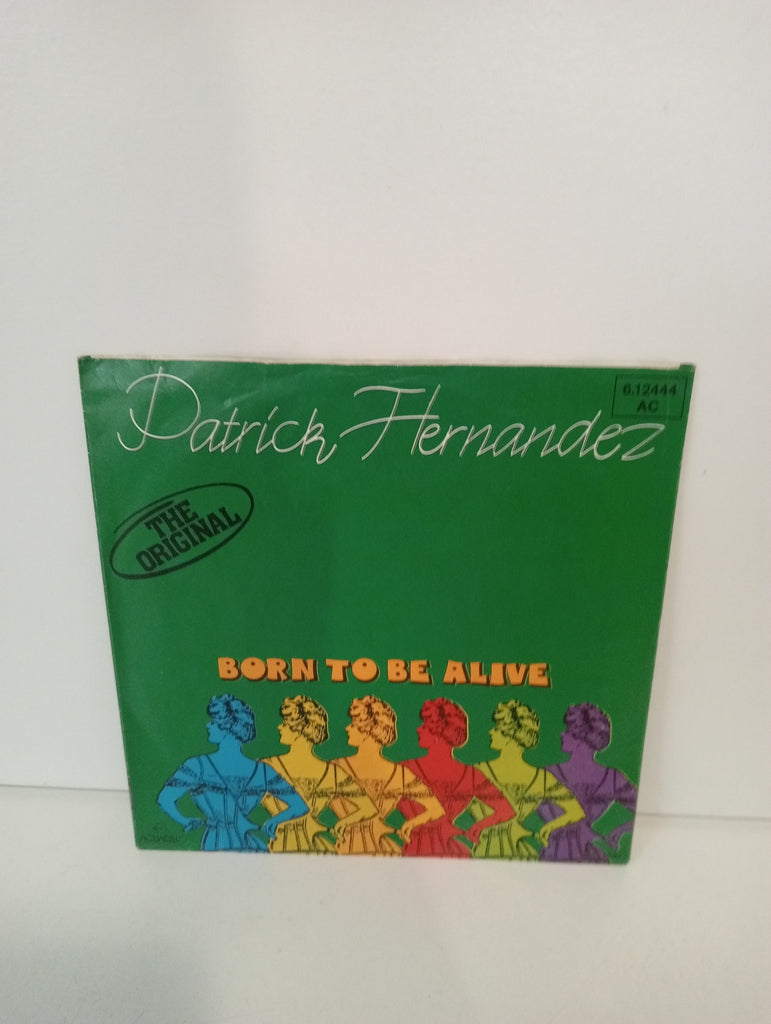 Patrick Hernandez
6.12444
AC
THE
ORIGINAL
BORN TO BE ALIVE